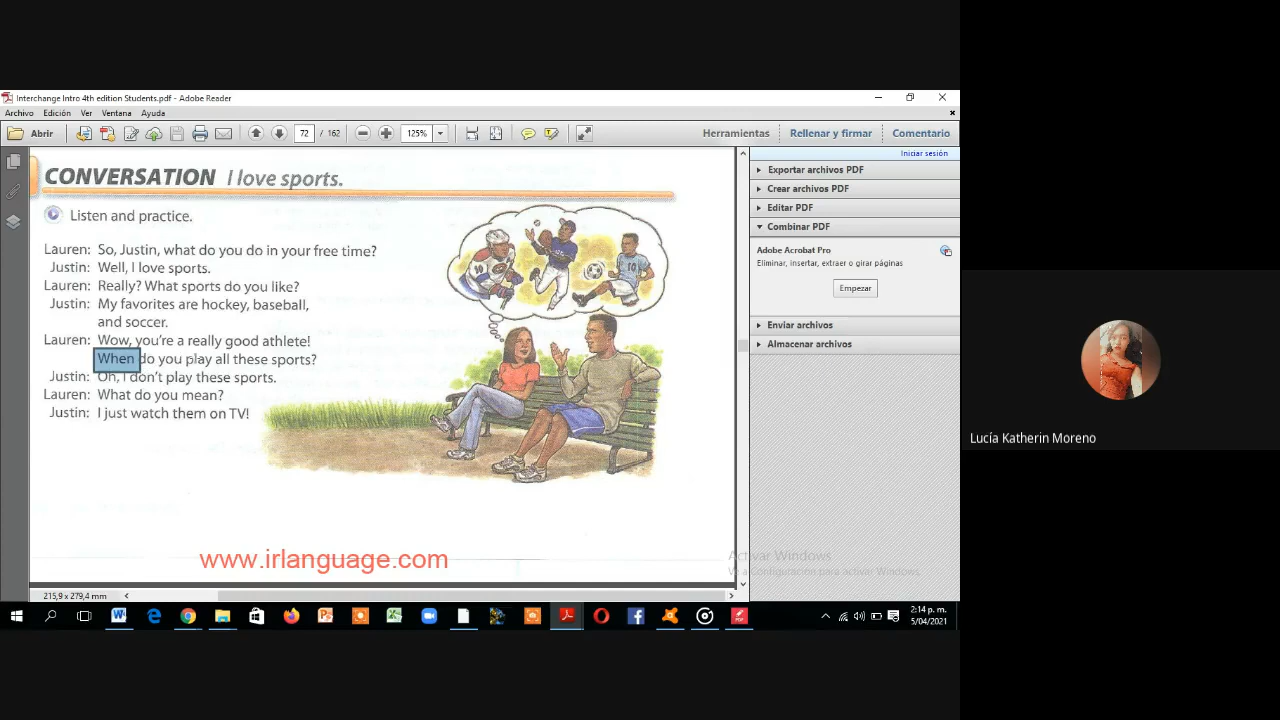 Interchange Intro 4th edition Students.pdf - Adobe Reader
Archivo Edición Ver Ventana Ayuda
Abrir 72 / 162 125% Herramientas Rellenar y firmar Comentario
Iniciar sesión
CONVERSATION I love sports.
Listen and practice.
Lauren: So, Justin, what do you do in your free time?
Justin: Well, I love sports.
Lauren: Really? What sports do you like?
Justin: My favorites are hockey, baseball,
and soccer.
Lauren: Wow, you're a really good athlete!
When do you play all these sports?
Justin: Oh, I don't play these sports.
Lauren: What do you mean?
Justin: I just watch them on TV!
10
10
www.irlanguage.com
Exportar archivos PDF
Crear archivos PDF
Editar PDF
Combinar PDF
Adobe Acrobat Pro
Eliminar, insertar, extraer o girar páginas
Empezar
Enviar archivos
Almacenar archivos
Activar Windows
Ve a Configuración para activar Windows.
215,9 x 279,4 mm
2:14 p. m.
5/04/2021
Lucía Katherin Moreno